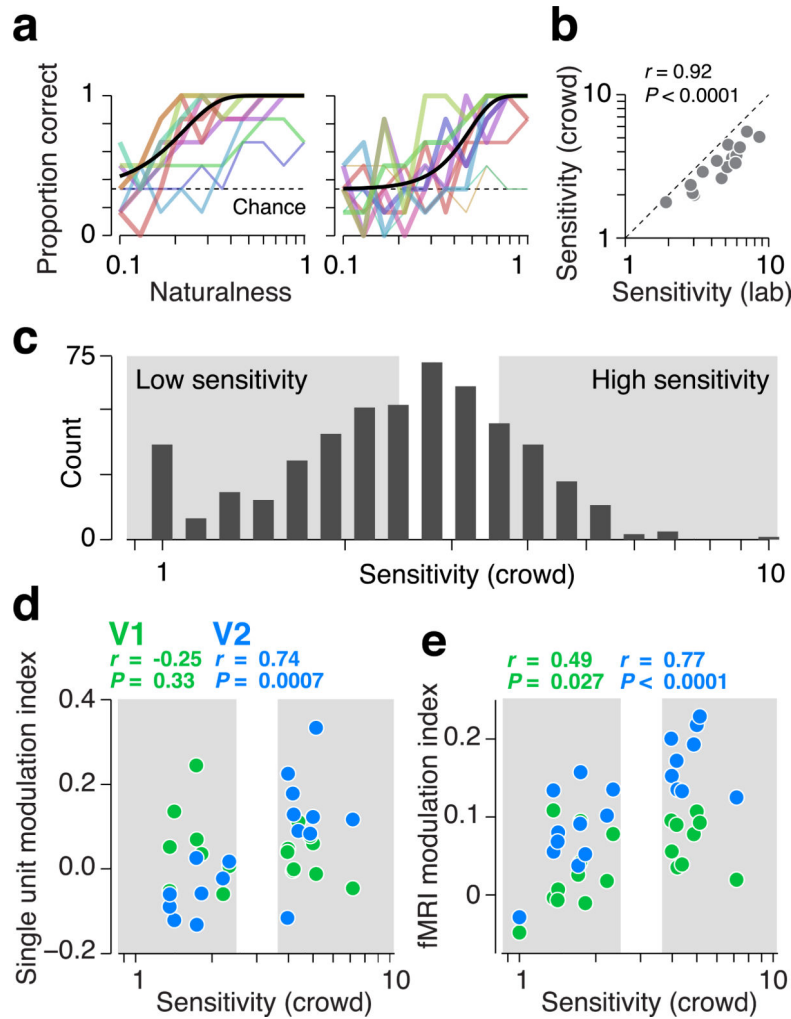 a
Proportion correct
1
0
Chance
0.1
1
0.1
1
Naturalness
b
r = 0.92
P < 0.0001
Sensitivity (crowd)
10
1
1
10
Sensitivity (lab)
c
75
Low sensitivity
High sensitivity
Count
0
1
10
Sensitivity (crowd)
d
V1
V2
r = -0.25
r = 0.74
P = 0.33
P = 0.0007
Single unit modulation index
0.4
0.2
0.0
−0.2
1
10
Sensitivity (crowd)
e
r = 0.49
r = 0.77
P = 0.027
P < 0.0001
fMRI modulation index
0.2
0.1
0
1
10
Sensitivity (crowd)